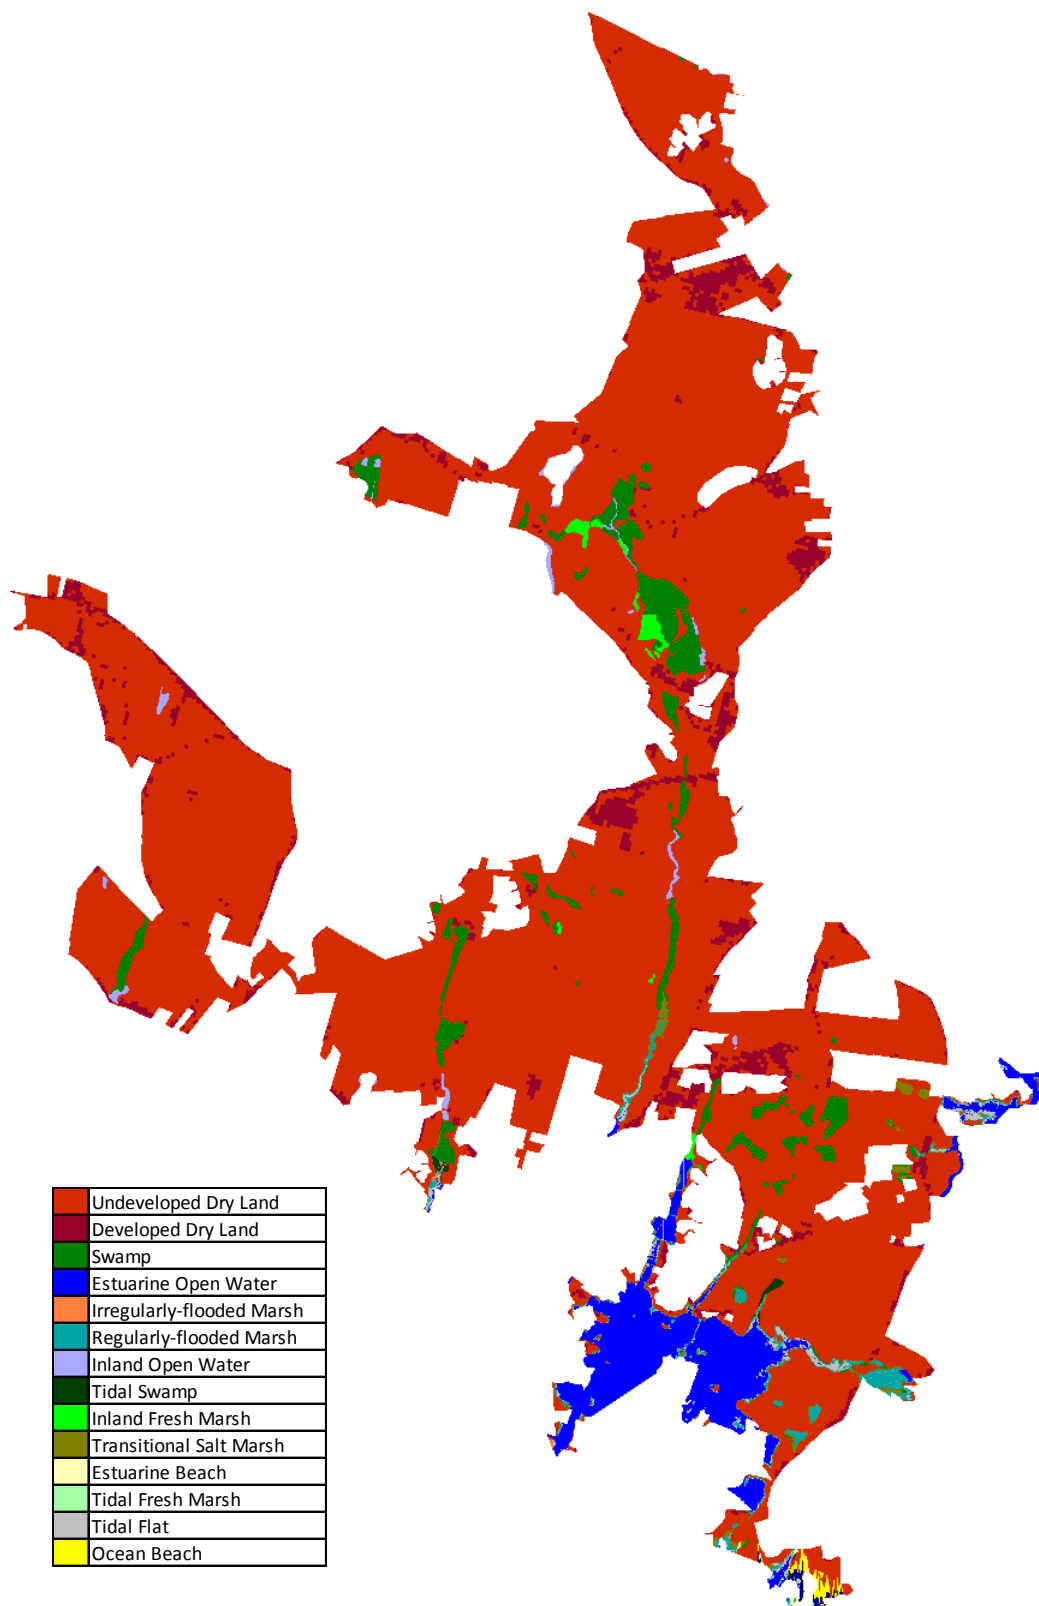 Undeveloped Dry Land
Developed Dry Land
Swamp
Estuarine Open Water
Irregularly-flooded Marsh
Regularly-flooded Marsh
Inland Open Water
Tidal Swamp
Inland Fresh Marsh
Transitional Salt Marsh
Estuarine Beach
Tidal Fresh Marsh
Tidal Flat
Ocean Beach